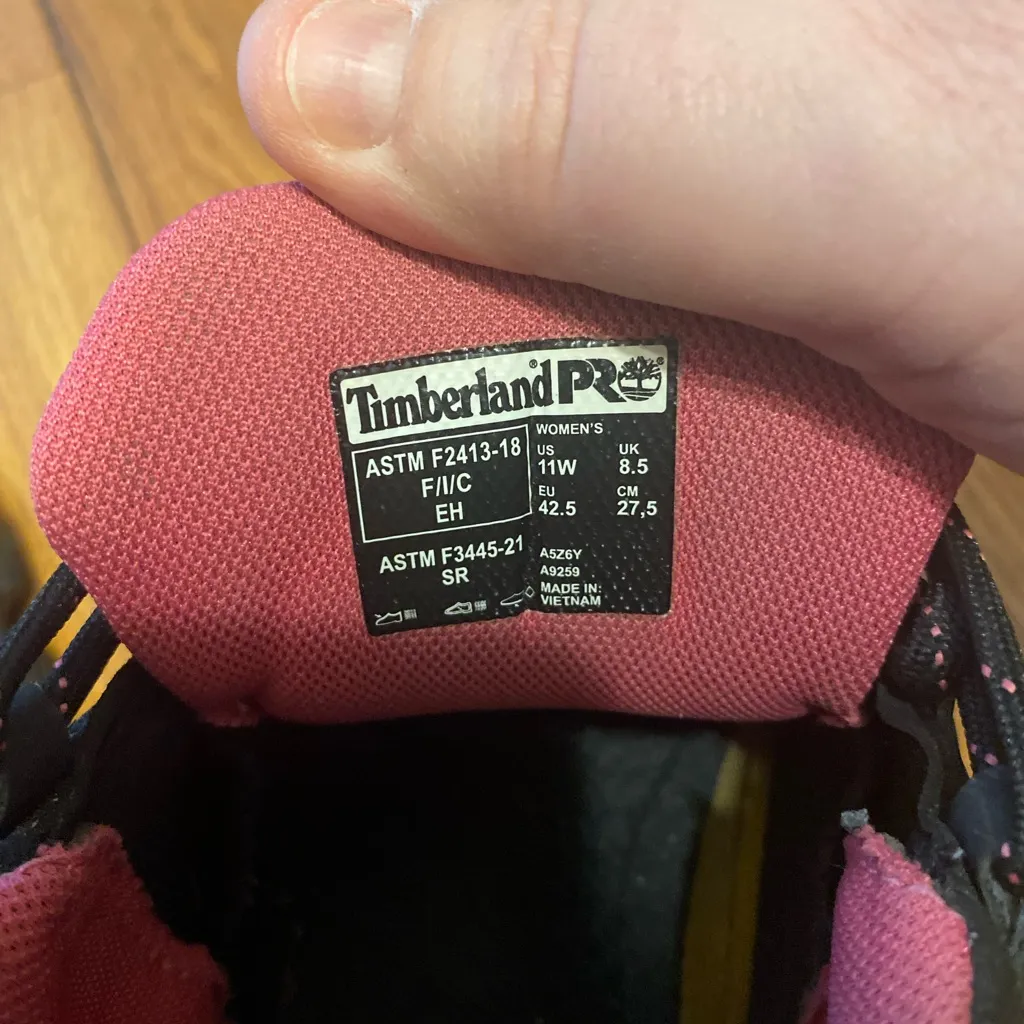 Timberland® PRO®
ASTM F2413-18
F/I/C
EH
ASTM F3445-21
SR
WOMEN'S
US UK
11W 8.5
EU CM
42.5 27,5
A5Z6Y
A9259
MADE IN:
VIETNAM